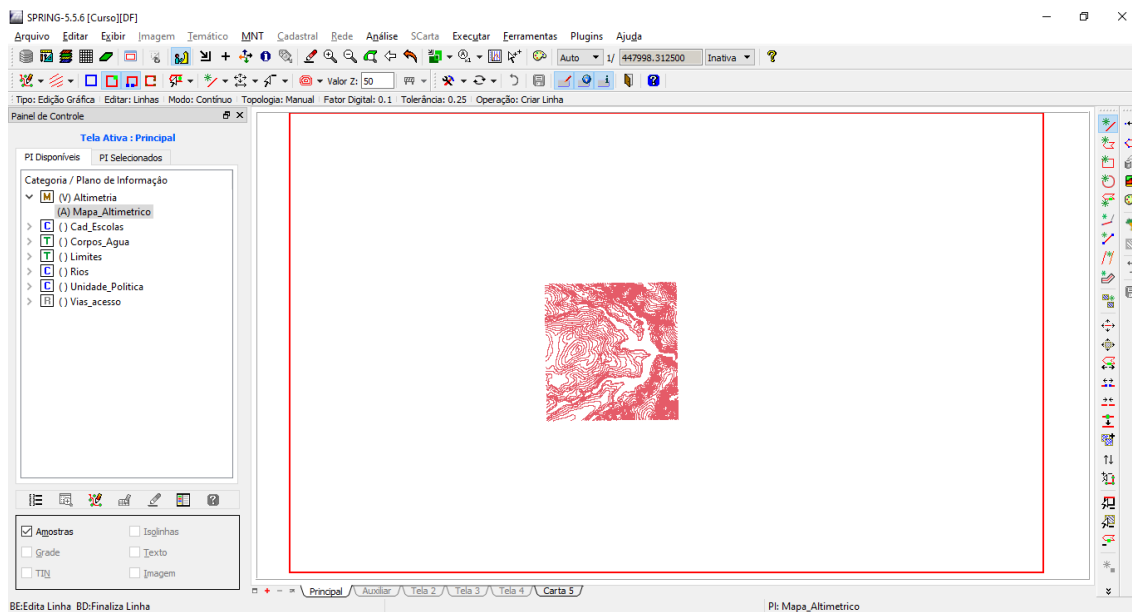 SPRING-5.5.6 [Curso][DF]
Arquivo Editar Exibir Imagem Temático MNT Cadastral Rede Análise SCarta Executar Ferramentas Plugins Ajuda
Auto 1/ 447998.312500 Inativa
Valor Z: 50
Tipo: Edição Gráfica Editar: Linhas Modo: Contínuo Topologia: Manual Fator Digital: 0.1 Tolerância: 0.25 Operação: Criar Linha
Painel de Controle
Tela Ativa : Principal
PI Disponíveis PI Selecionados
Categoria / Plano de Informação
M (V) Altimetria
(A) Mapa_Altimetrico
C ( ) Cad_Escolas
T ( ) Corpos_Agua
T ( ) Limites
C ( ) Rios
C ( ) Unidade_Politica
R ( ) Vias_acesso
Amostras Isolinhas
Grade Texto
TIN Imagem
Principal Auxiliar Tela 2 Tela 3 Tela 4 Carta 5
BE:Edita Linha BD:Finaliza Linha PI: Mapa_Altimetrico